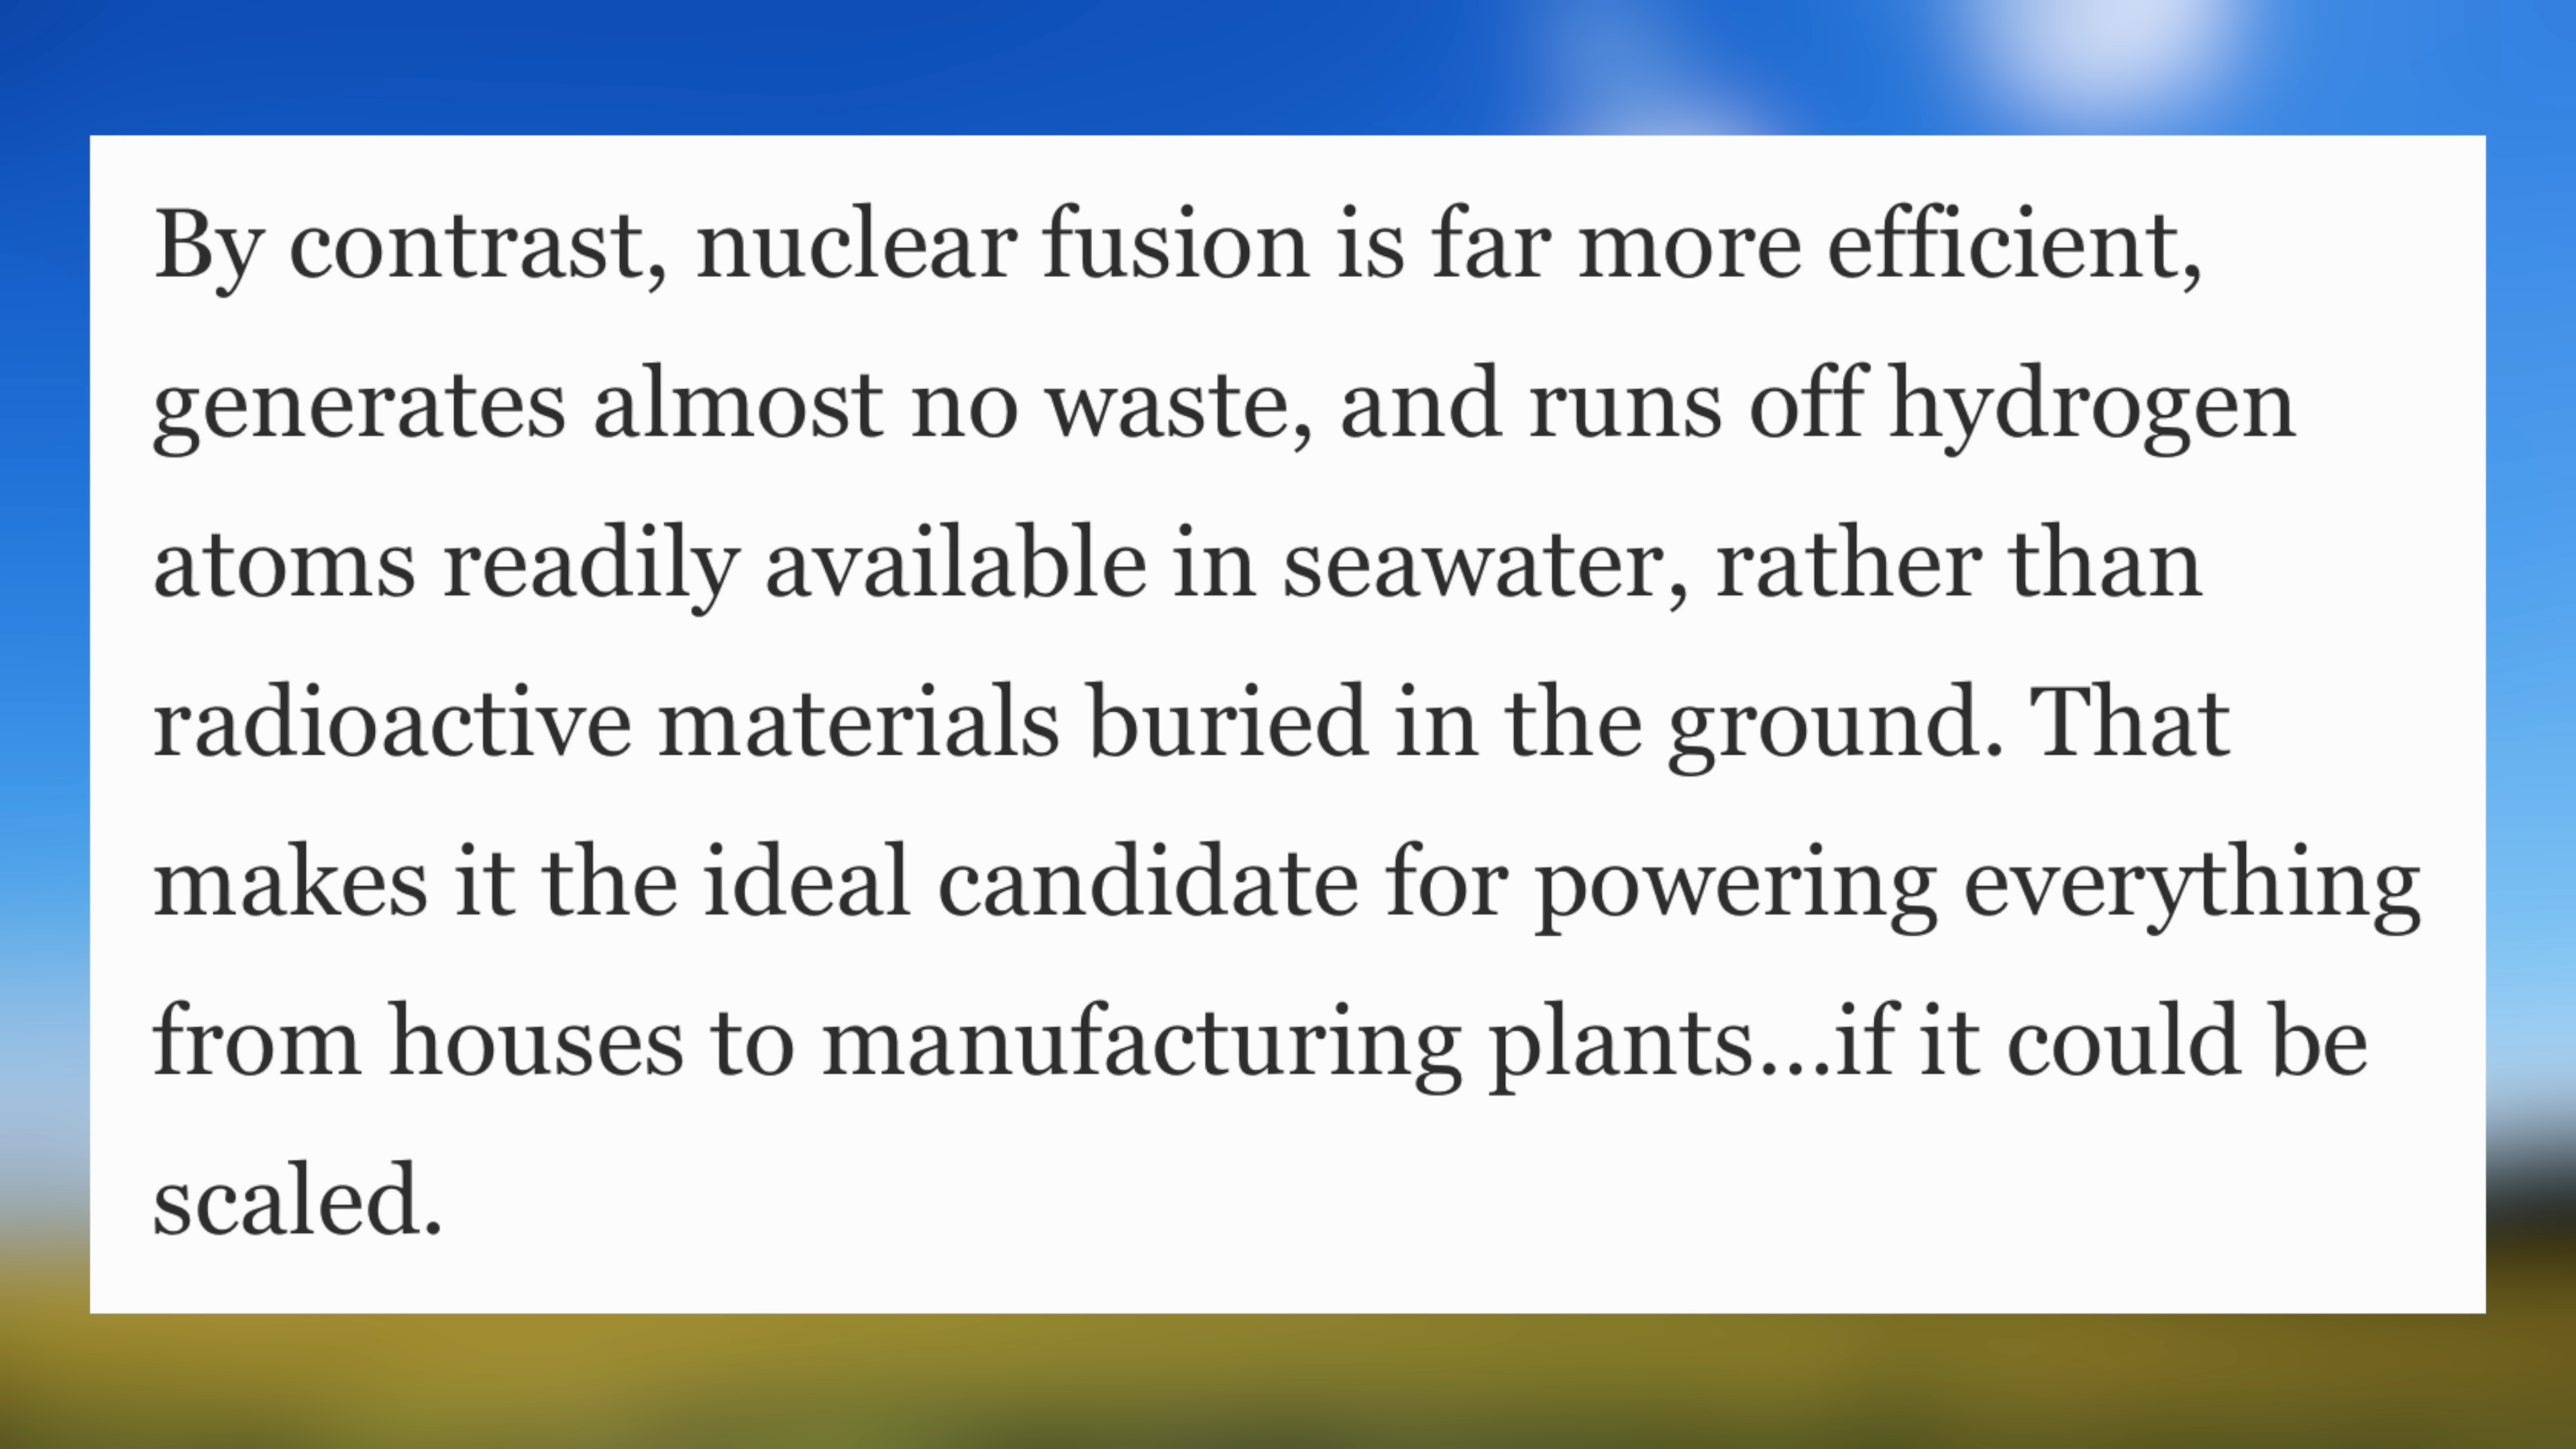 By contrast, nuclear fusion is far more efficient,
generates almost no waste, and runs off hydrogen
atoms readily available in seawater, rather than
radioactive materials buried in the ground. That
makes it the ideal candidate for powering everything
from houses to manufacturing plants...if it could be
scaled.